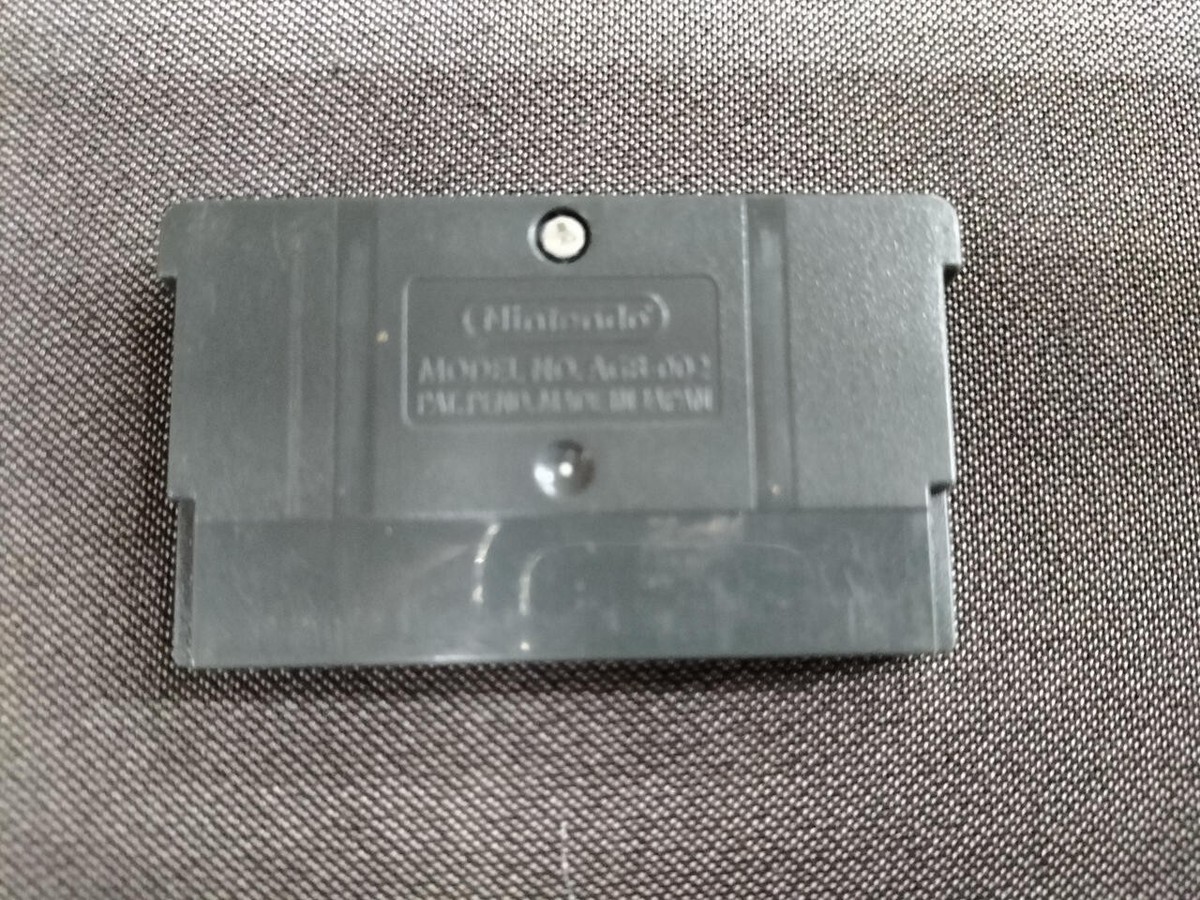 Nintendo
MODEL NO. AGB-002
PAT. PEND. MADE IN JAPAN